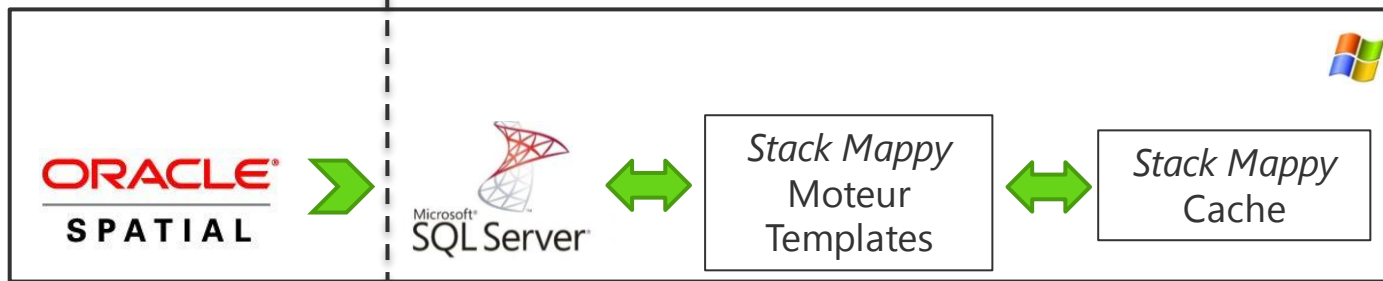 ORACLE®
SPATIAL
Microsoft®
SQL Server®
Stack Mappy
Moteur
Templates
Stack Mappy
Cache